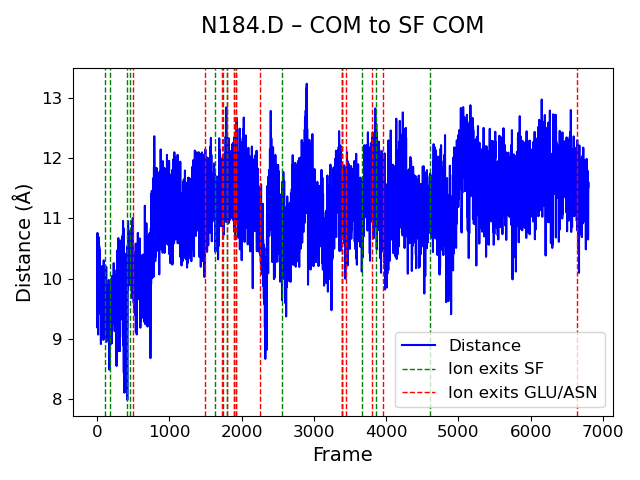 N184.D – COM to SF COM
Distance (Å)
13
12
11
10
9
8
Distance
Ion exits SF
Ion exits GLU/ASN
0 1000 2000 3000 4000 5000 6000 7000
Frame